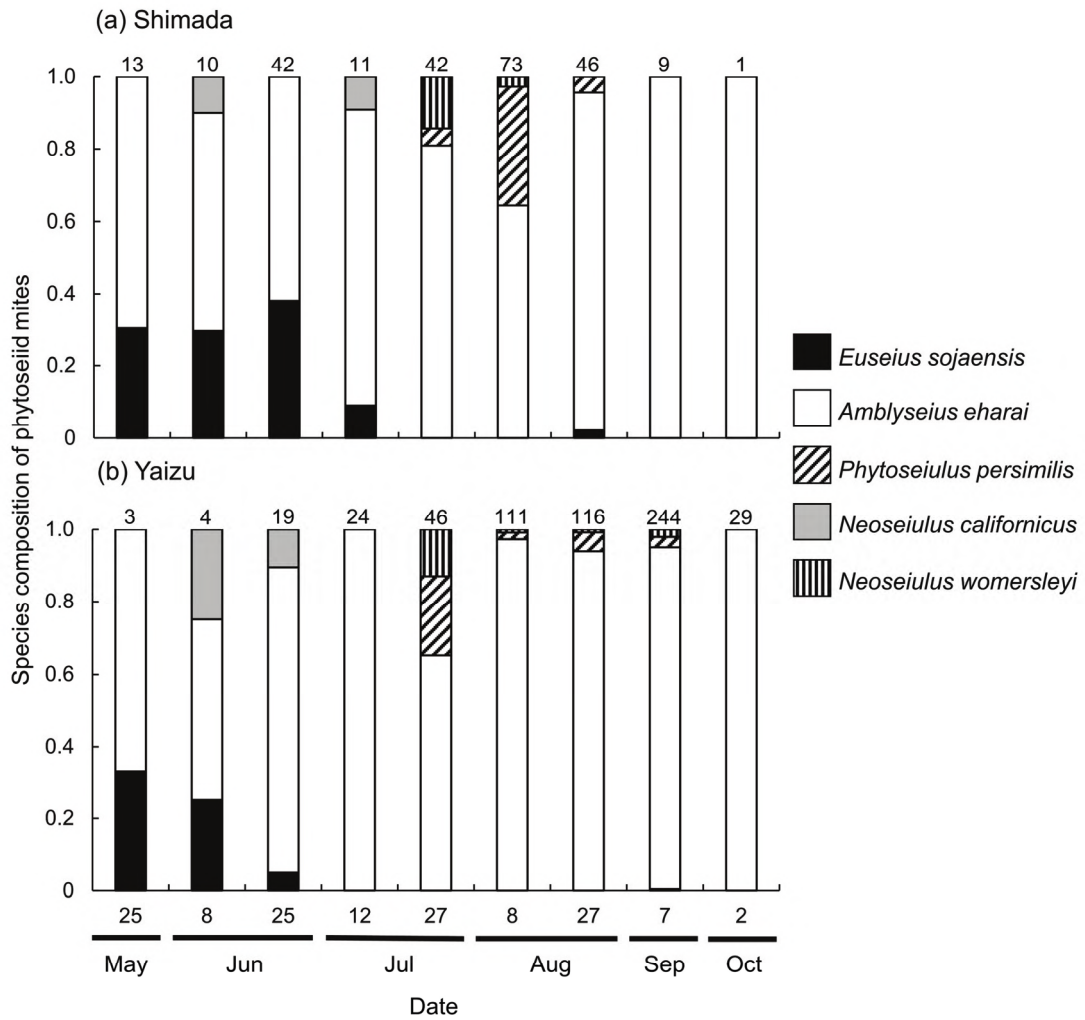 (a) Shimada
13 10 42 11 42 73 46 9 1
1.0
0.8
0.6
0.4
0.2
0
Species composition of phytoseiid mites
(b) Yaizu
3 4 19 24 46 111 116 244 29
1.0
0.8
0.6
0.4
0.2
0
25 8 25 12 27 8 27 7 2
May Jun Jul Aug Sep Oct
Date
Euseius sojaensis
Amblyseius eharai
Phytoseiulus persimilis
Neoseiulus californicus
Neoseiulus womersleyi